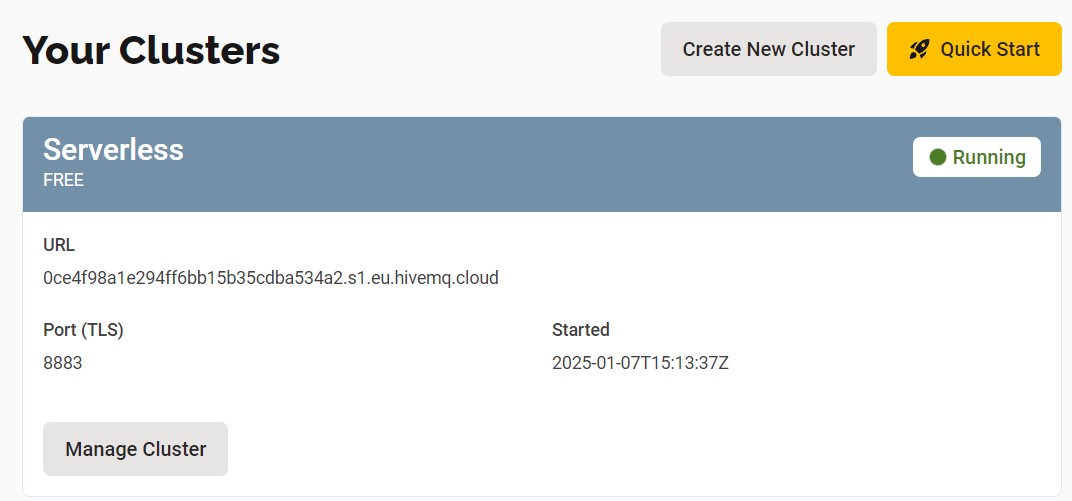 Your Clusters
Create New Cluster
Quick Start
Serverless
FREE
Running
URL
0ce4f98a1e294ff6bb15b35cdba534a2.s1.eu.hivemq.cloud
Port (TLS)
Started
8883
2025-01-07T15:13:37Z
Manage Cluster